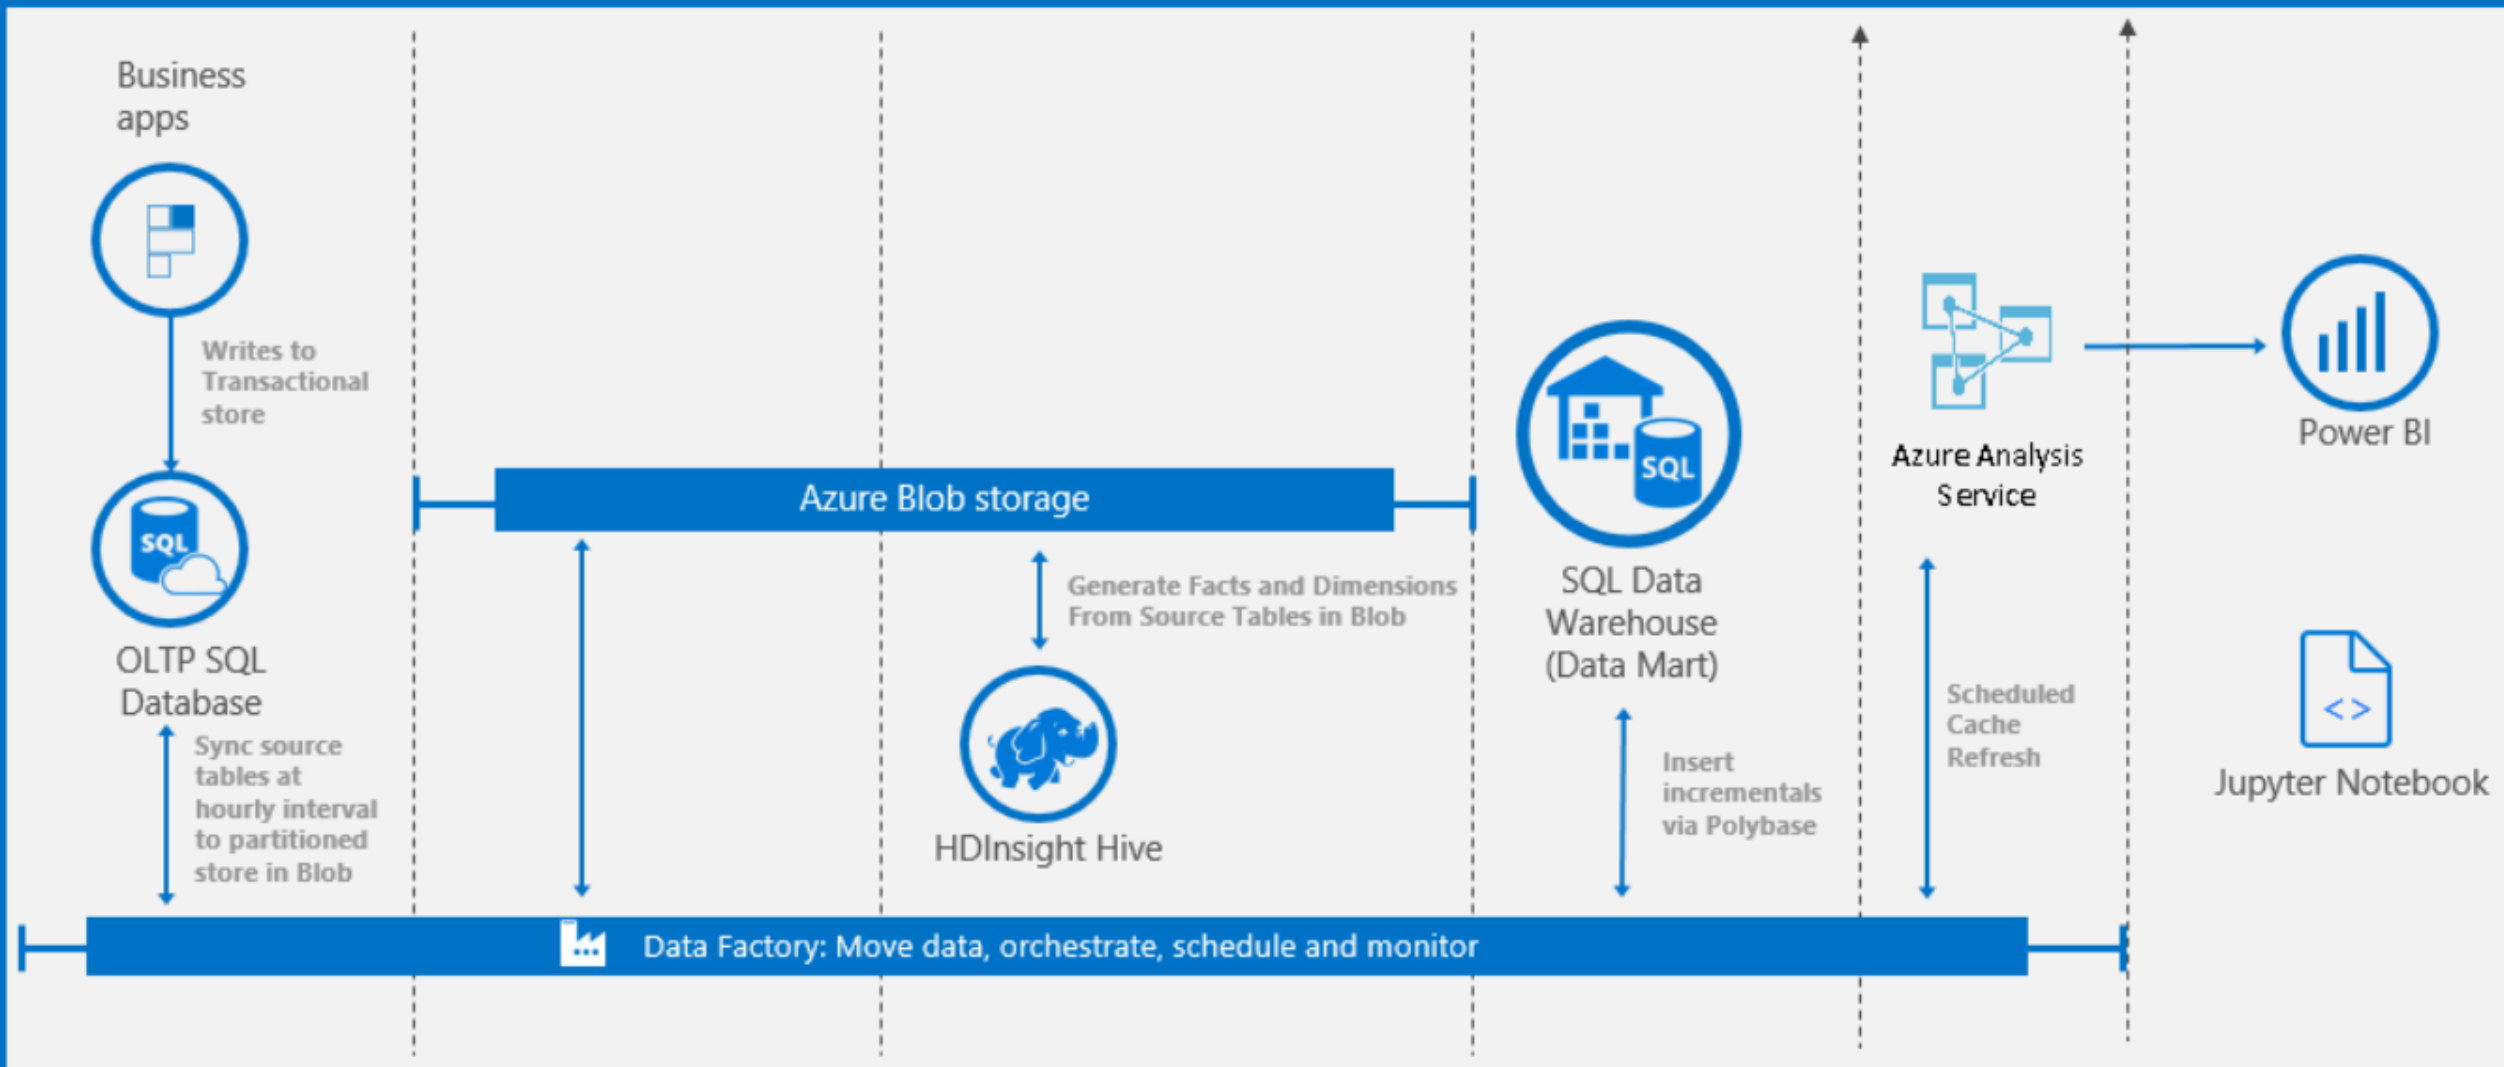 Business
apps
Writes to
Transactional
store
SQL
OLTP SQL
Database
Sync source
tables at
hourly interval
to partitioned
store in Blob
Azure Blob storage
Generate Facts and Dimensions
From Source Tables in Blob
HDInsight Hive
SQL
SQL Data
Warehouse
(Data Mart)
Insert
incrementals
via Polybase
Azure Analysis
Service
Scheduled
Cache
Refresh
Power BI
<>
Jupyter Notebook
Data Factory: Move data, orchestrate, schedule and monitor